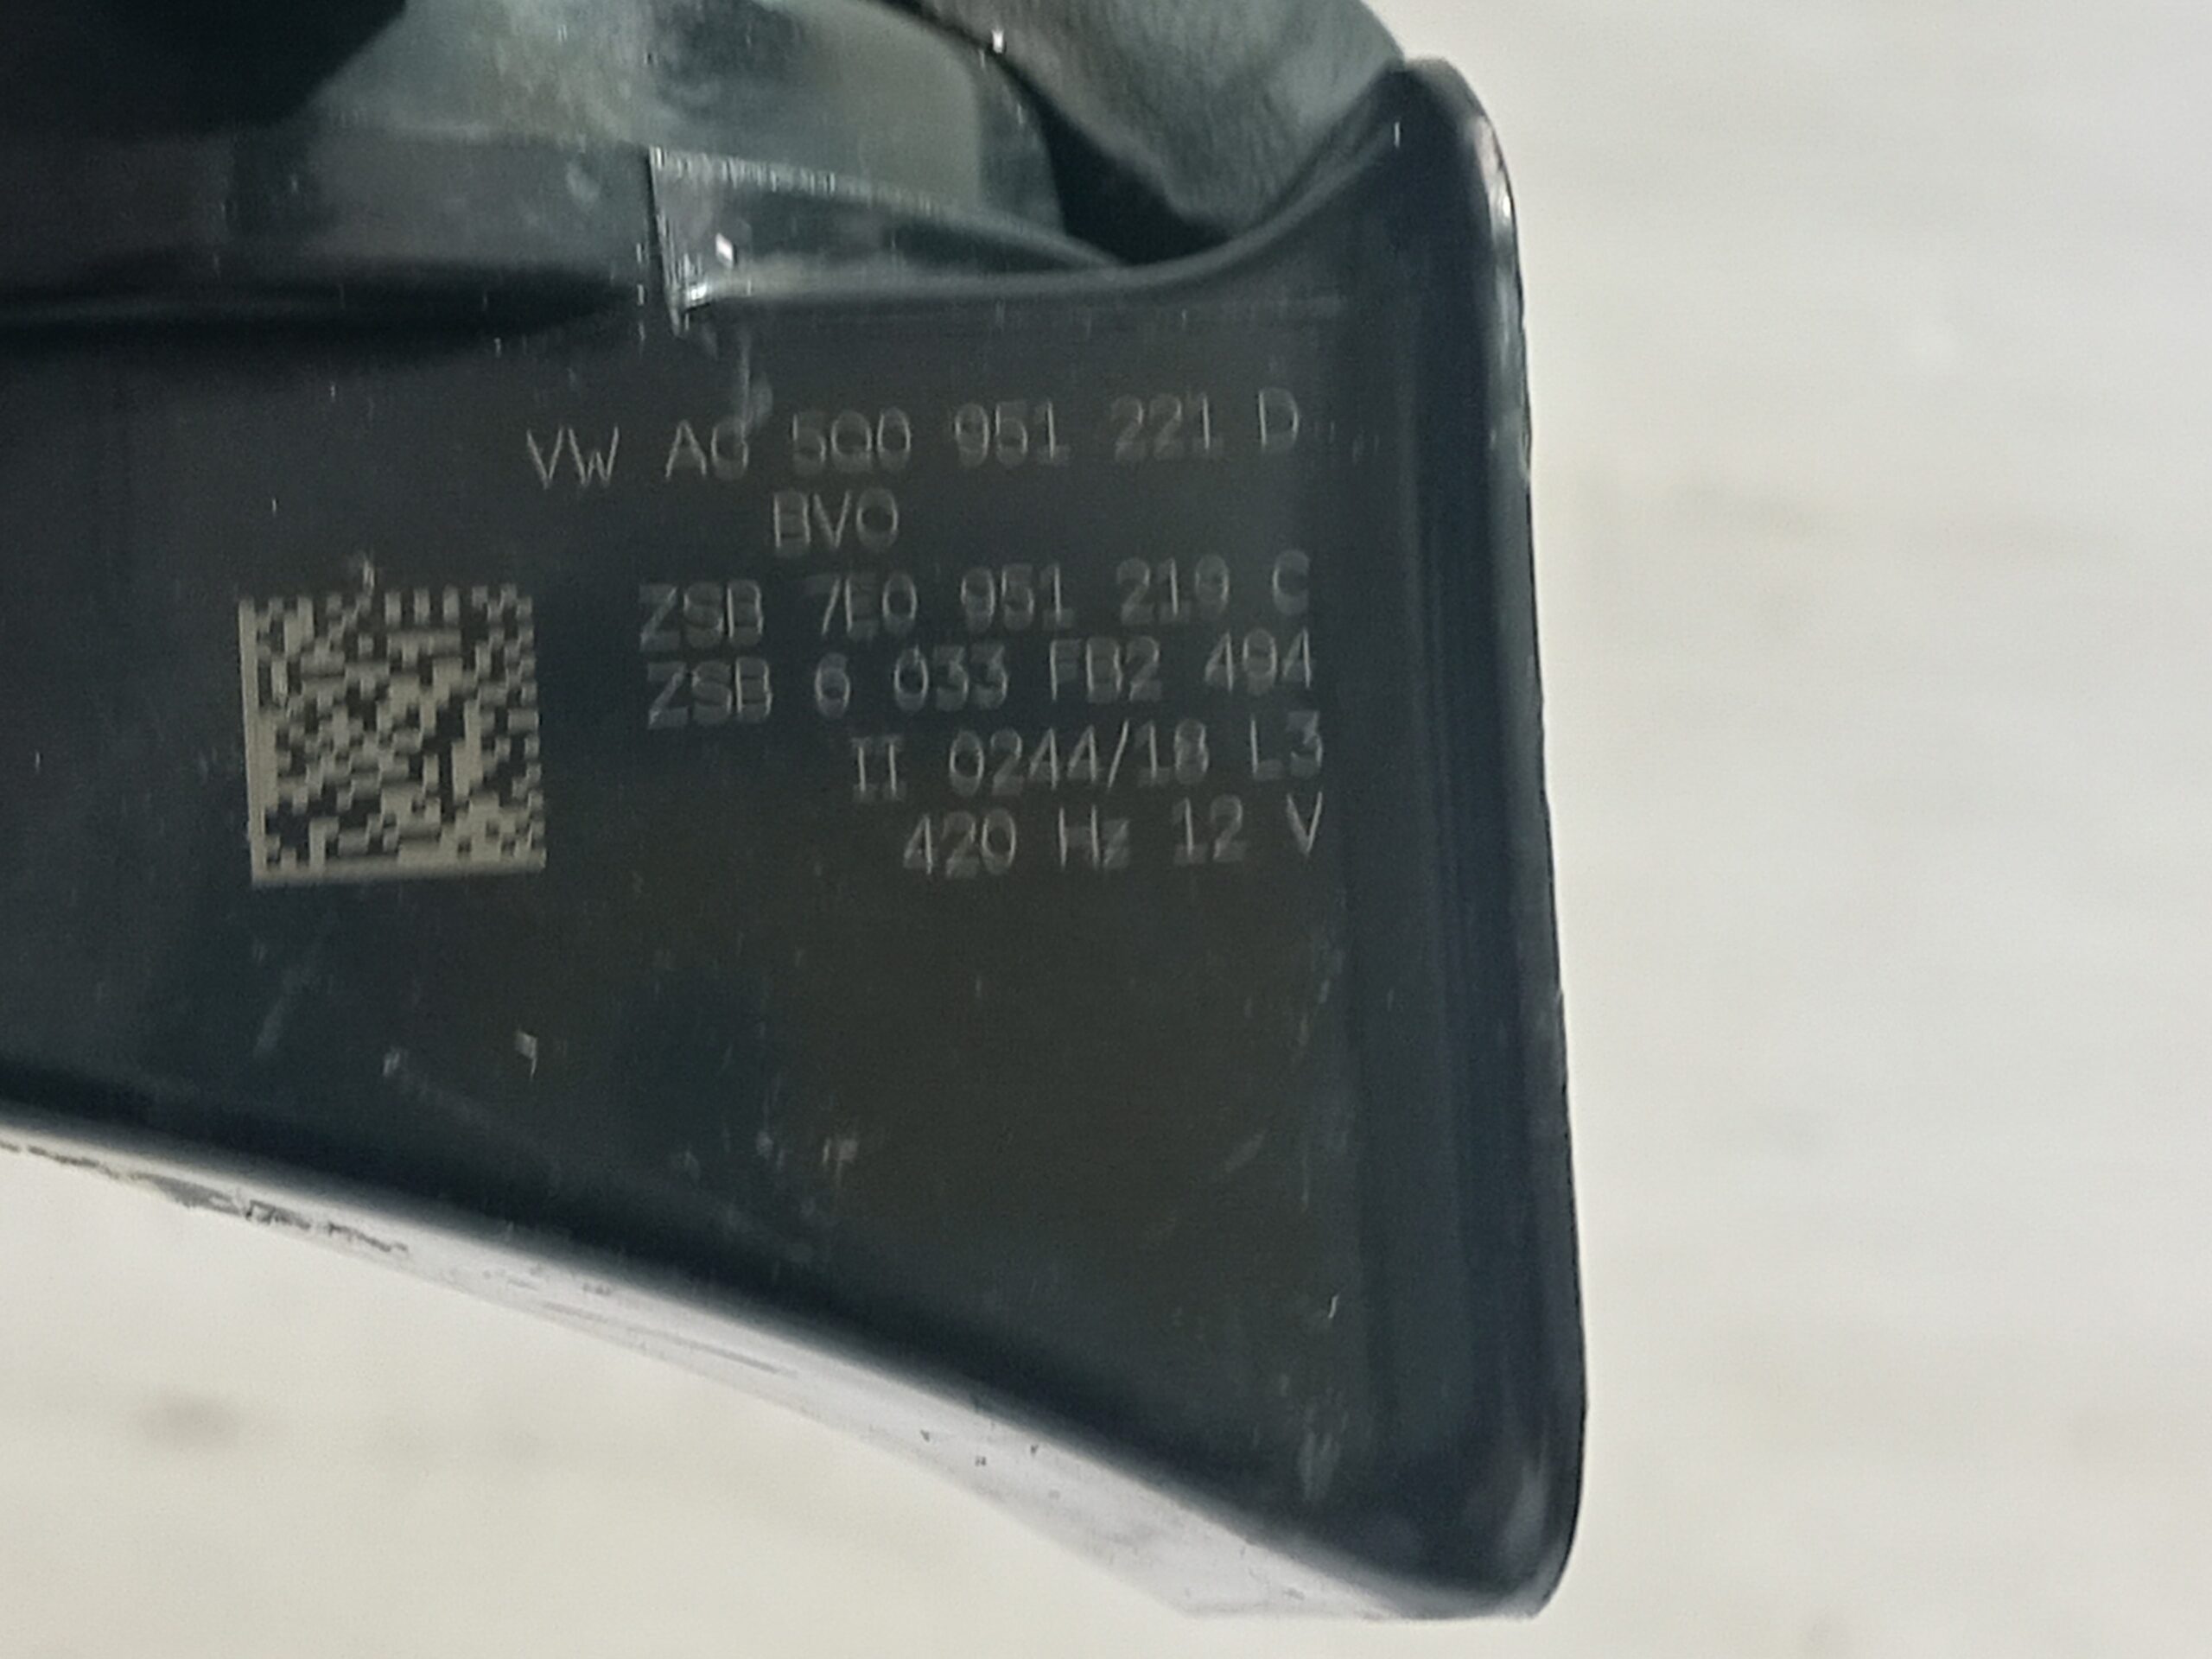 VW AG 5Q0 951 221 D
BVO
ZSB 7E0 951 219 C
ZSB 6 033 FB2 494
II 0244/18 L3
420 Hz 12 V